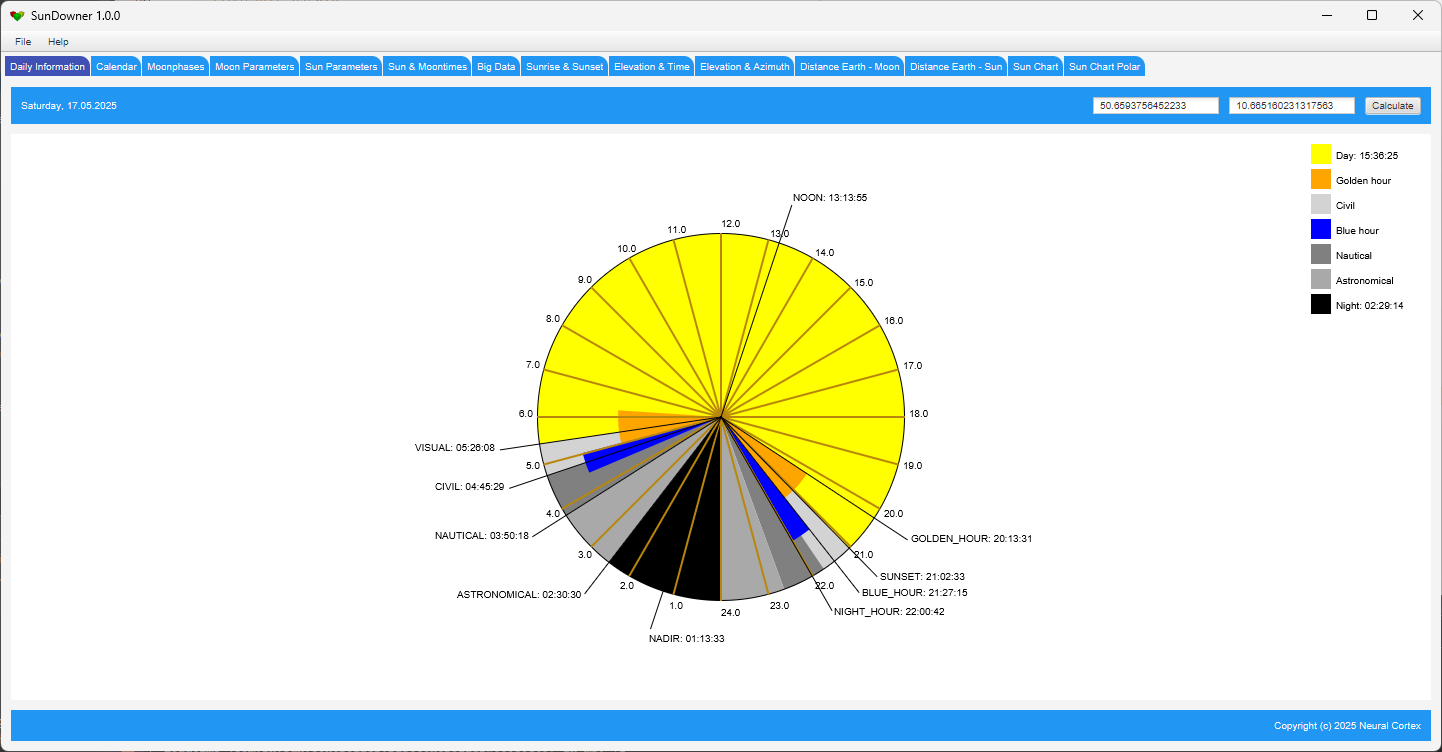 SunDowner 1.0.0
File Help
Daily Information Calendar Moonphases Moon Parameters Sun Parameters Sun & Moontimes Big Data Sunrise & Sunset Elevation & Time Elevation & Azimuth Distance Earth - Moon Distance Earth - Sun Sun Chart Sun Chart Polar
Saturday, 17.05.2025 50.6593756452233 10.665160231317563 Calculate
Day: 15:36:25
Golden hour
Civil
Blue hour
Nautical
Astronomical
Night: 02:29:14
NOON: 13:13:55
12.0
11.0
13.0
10.0
14.0
9.0
15.0
8.0
16.0
7.0
17.0
6.0
18.0
VISUAL: 05:26:08
5.0
19.0
CIVIL: 04:45:29
4.0
20.0
NAUTICAL: 03:50:18
GOLDEN_HOUR: 20:13:31
3.0
21.0
SUNSET: 21:02:33
2.0
22.0
ASTRONOMICAL: 02:30:30
BLUE_HOUR: 21:27:15
1.0
23.0
24.0
NIGHT_HOUR: 22:00:42
NADIR: 01:13:33
Copyright (c) 2025 Neural Cortex